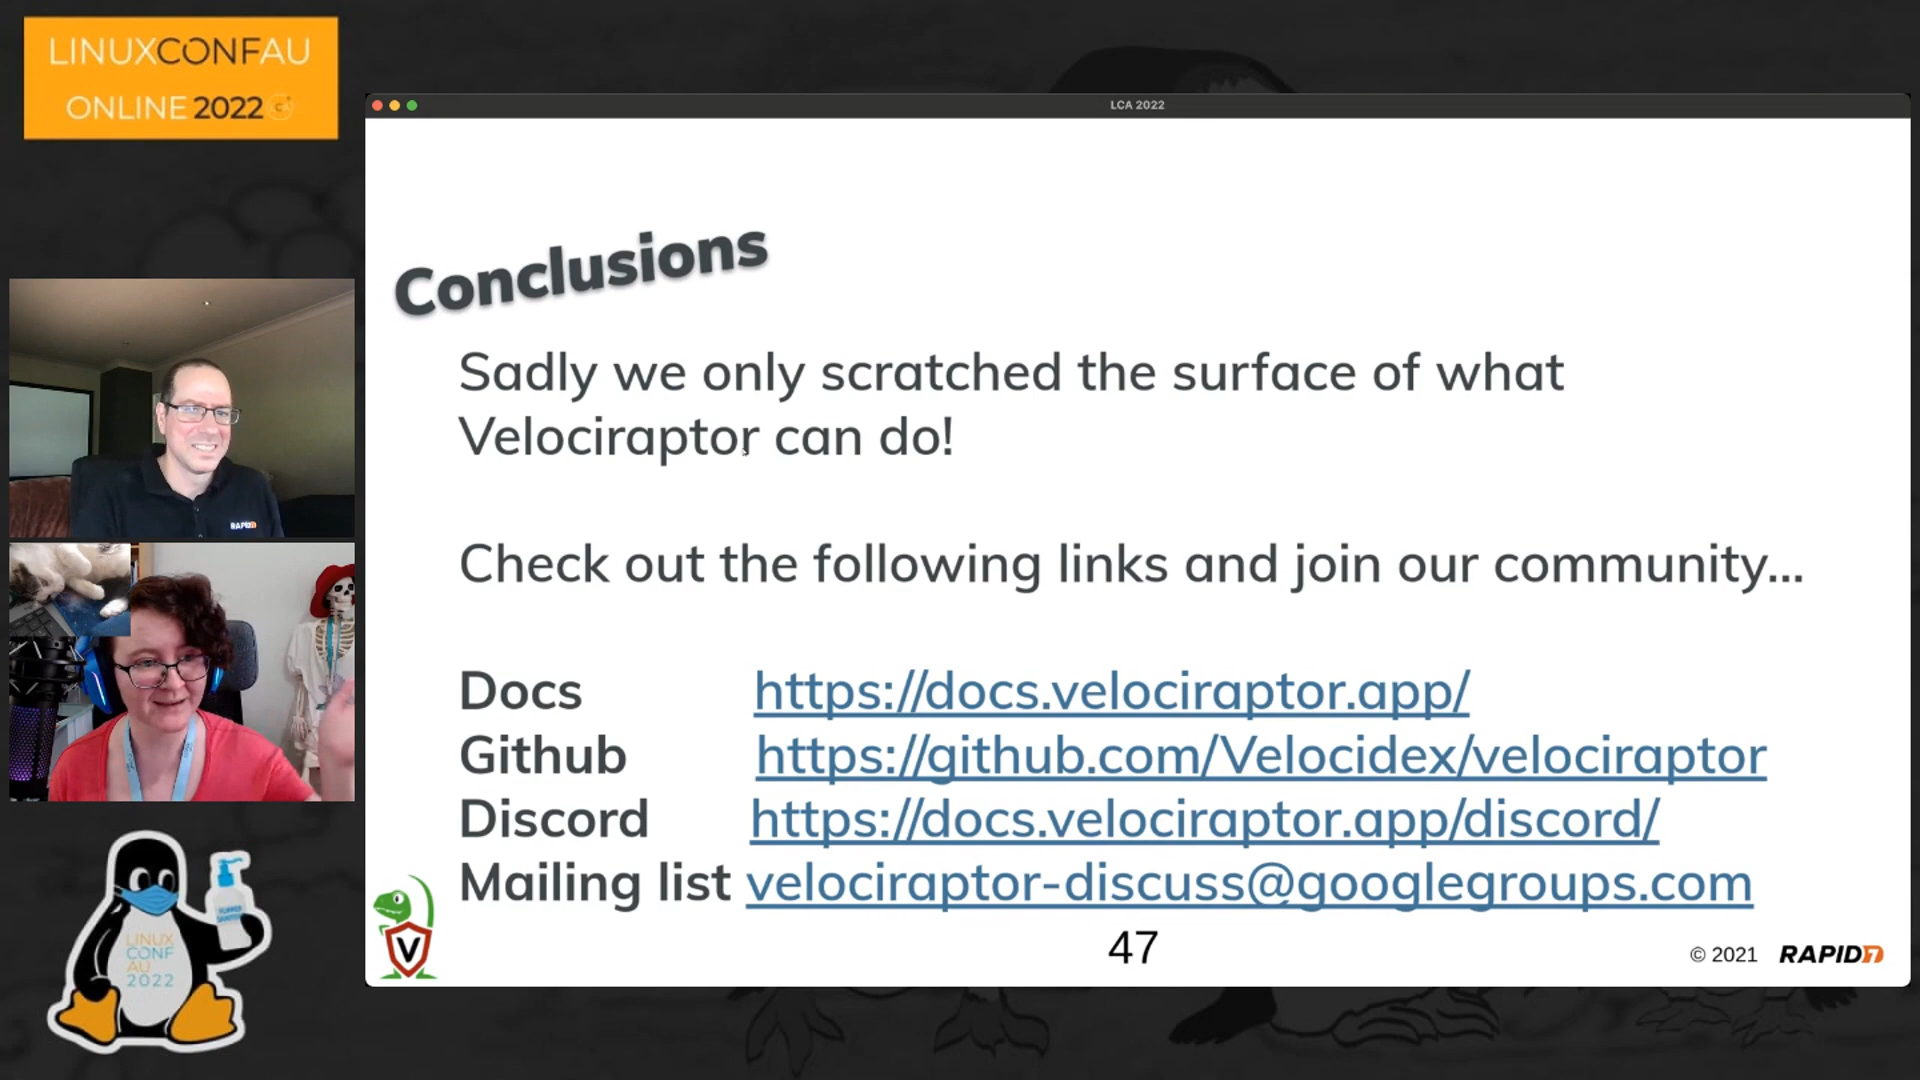 LINUXCONFAU
ONLINE 2022
LCA 2022
Conclusions
Sadly we only scratched the surface of what
Velociraptor can do!
Check out the following links and join our community...
Docs https://docs.velociraptor.app/
Github https://github.com/Velocidex/velociraptor
Discord https://docs.velociraptor.app/discord/
Mailing list velociraptor-discuss@googlegroups.com
V
47
© 2021 RAPID7
RAPID7
LINUX
CONF
AU
2022